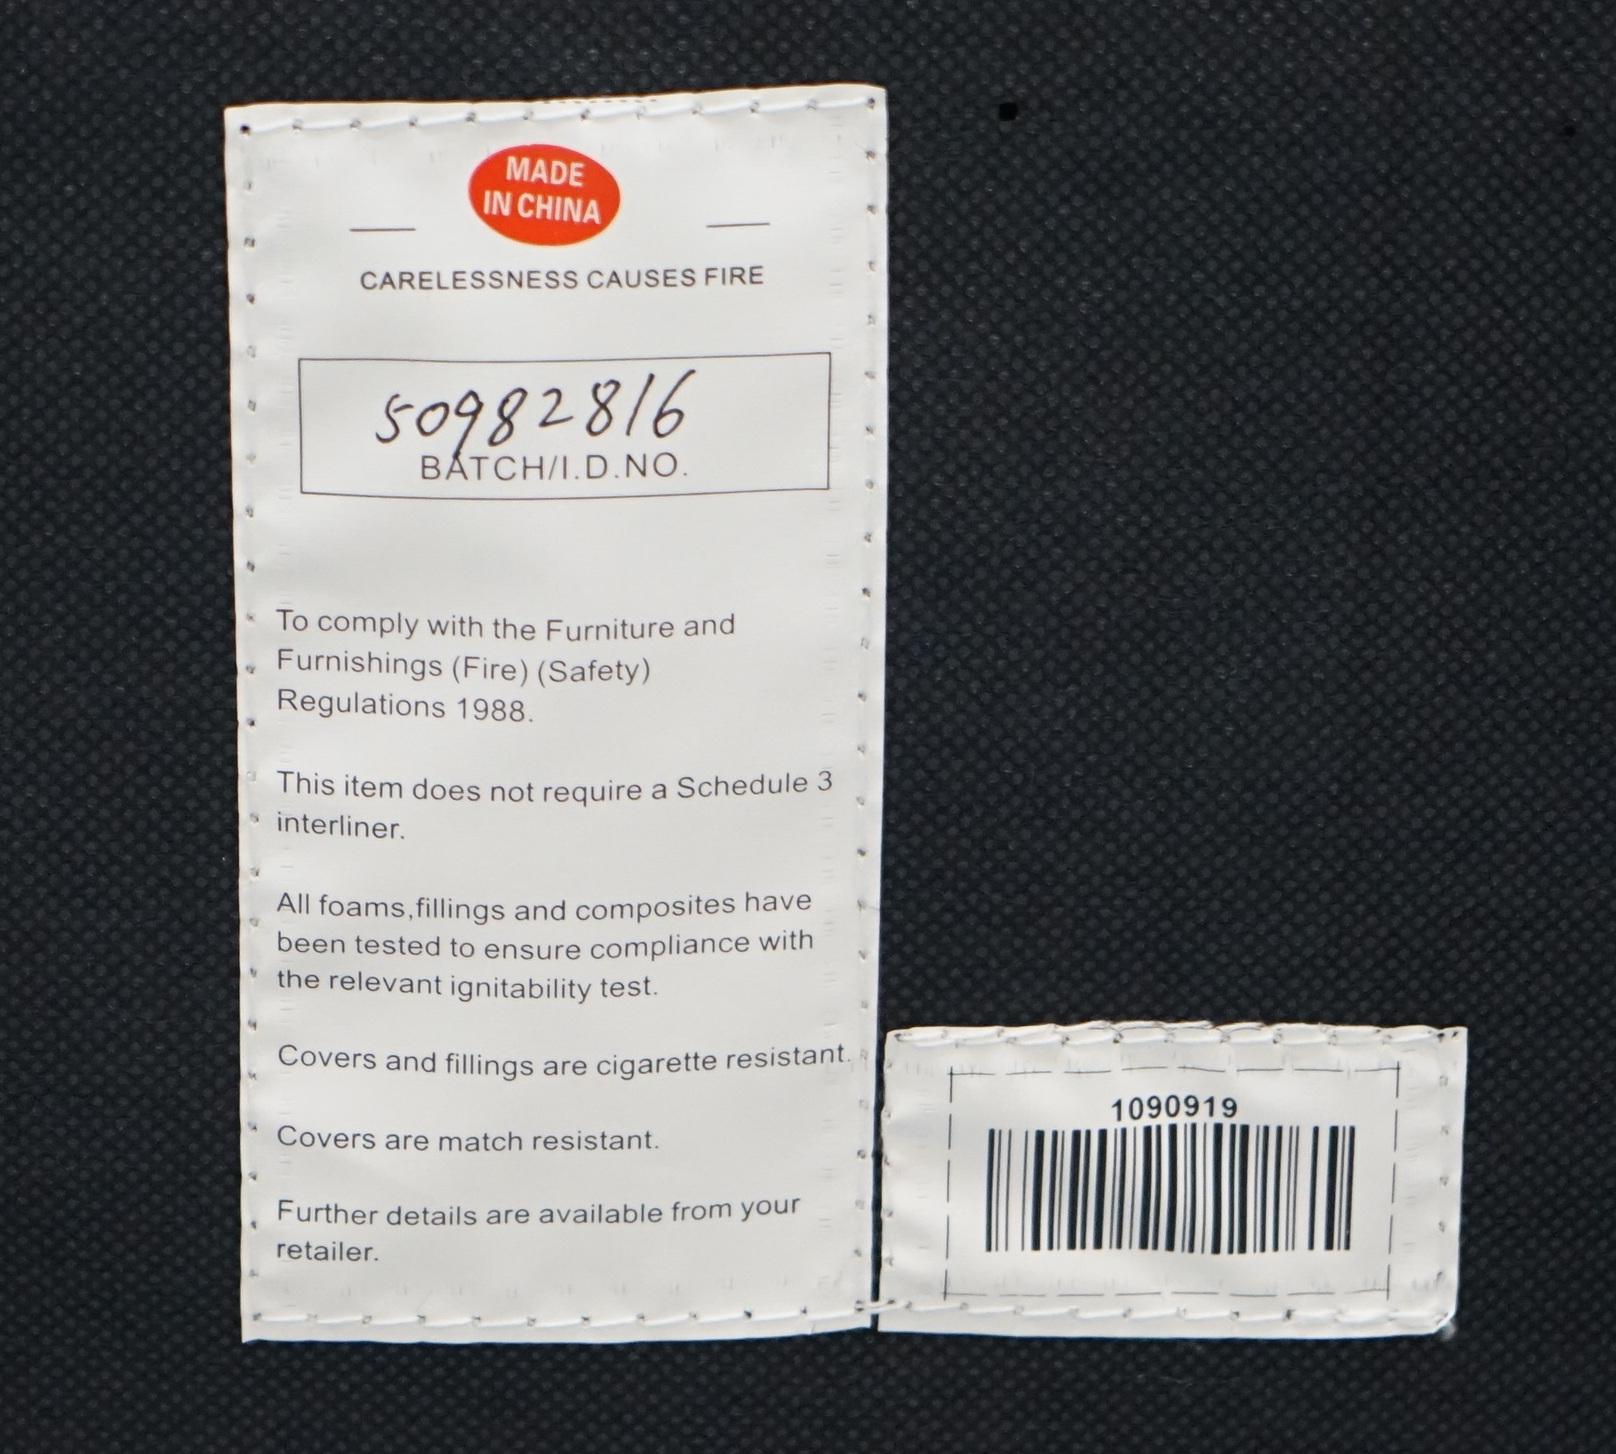 MADE
IN CHINA
CARELESSNESS CAUSES FIRE
50982816
BATCH/I.D.NO.
To comply with the Furniture and
Furnishings (Fire) (Safety)
Regulations 1988.
This item does not require a Schedule 3
interliner.
All foams,fillings and composites have
been tested to ensure compliance with
the relevant ignitability test.
Covers and fillings are cigarette resistant.
Covers are match resistant.
Further details are available from your
retailer.
1090919